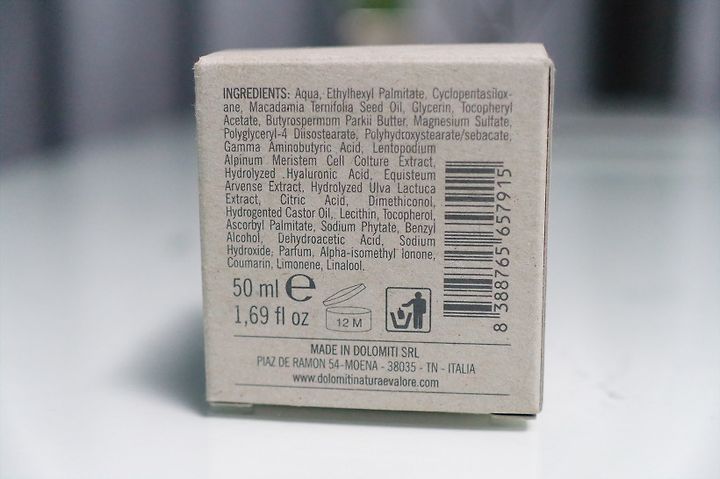 INGREDIENTS: Aqua, Ethylhexyl Palmitate, Cyclopentasilox-
ane, Macadamia Ternifolia Seed Oil, Glycerin, Tocopheryl
Acetate, Butyrospermum Parkii Butter, Magnesium Sulfate,
Polyglyceryl-4 Diisostearate, Polyhydroxystearate/sebacate,
Gamma Aminobutyric Acid, Lentopodium
Alpinum Meristem Cell Colture Extract,
Hydrolyzed Hyaluronic Acid, Equisteum
Arvense Extract, Hydrolyzed Ulva Lactuca
Extract, Citric Acid, Dimethiconol,
Hydrogented Castor Oil, Lecithin, Tocopherol,
Ascorbyl Palmitate, Sodium Phytate, Benzyl
Alcohol, Dehydroacetic Acid, Sodium
Hydroxide, Parfum, Alpha-isomethyl Ionone,
Coumarin, Limonene, Linalool.
50 ml e
1,69 fl oz
12 M
8 388765 657915
MADE IN DOLOMITI SRL
PIAZ DE RAMON 54-MOENA - 38035 - TN - ITALIA
www.dolomitinaturaevalore.com